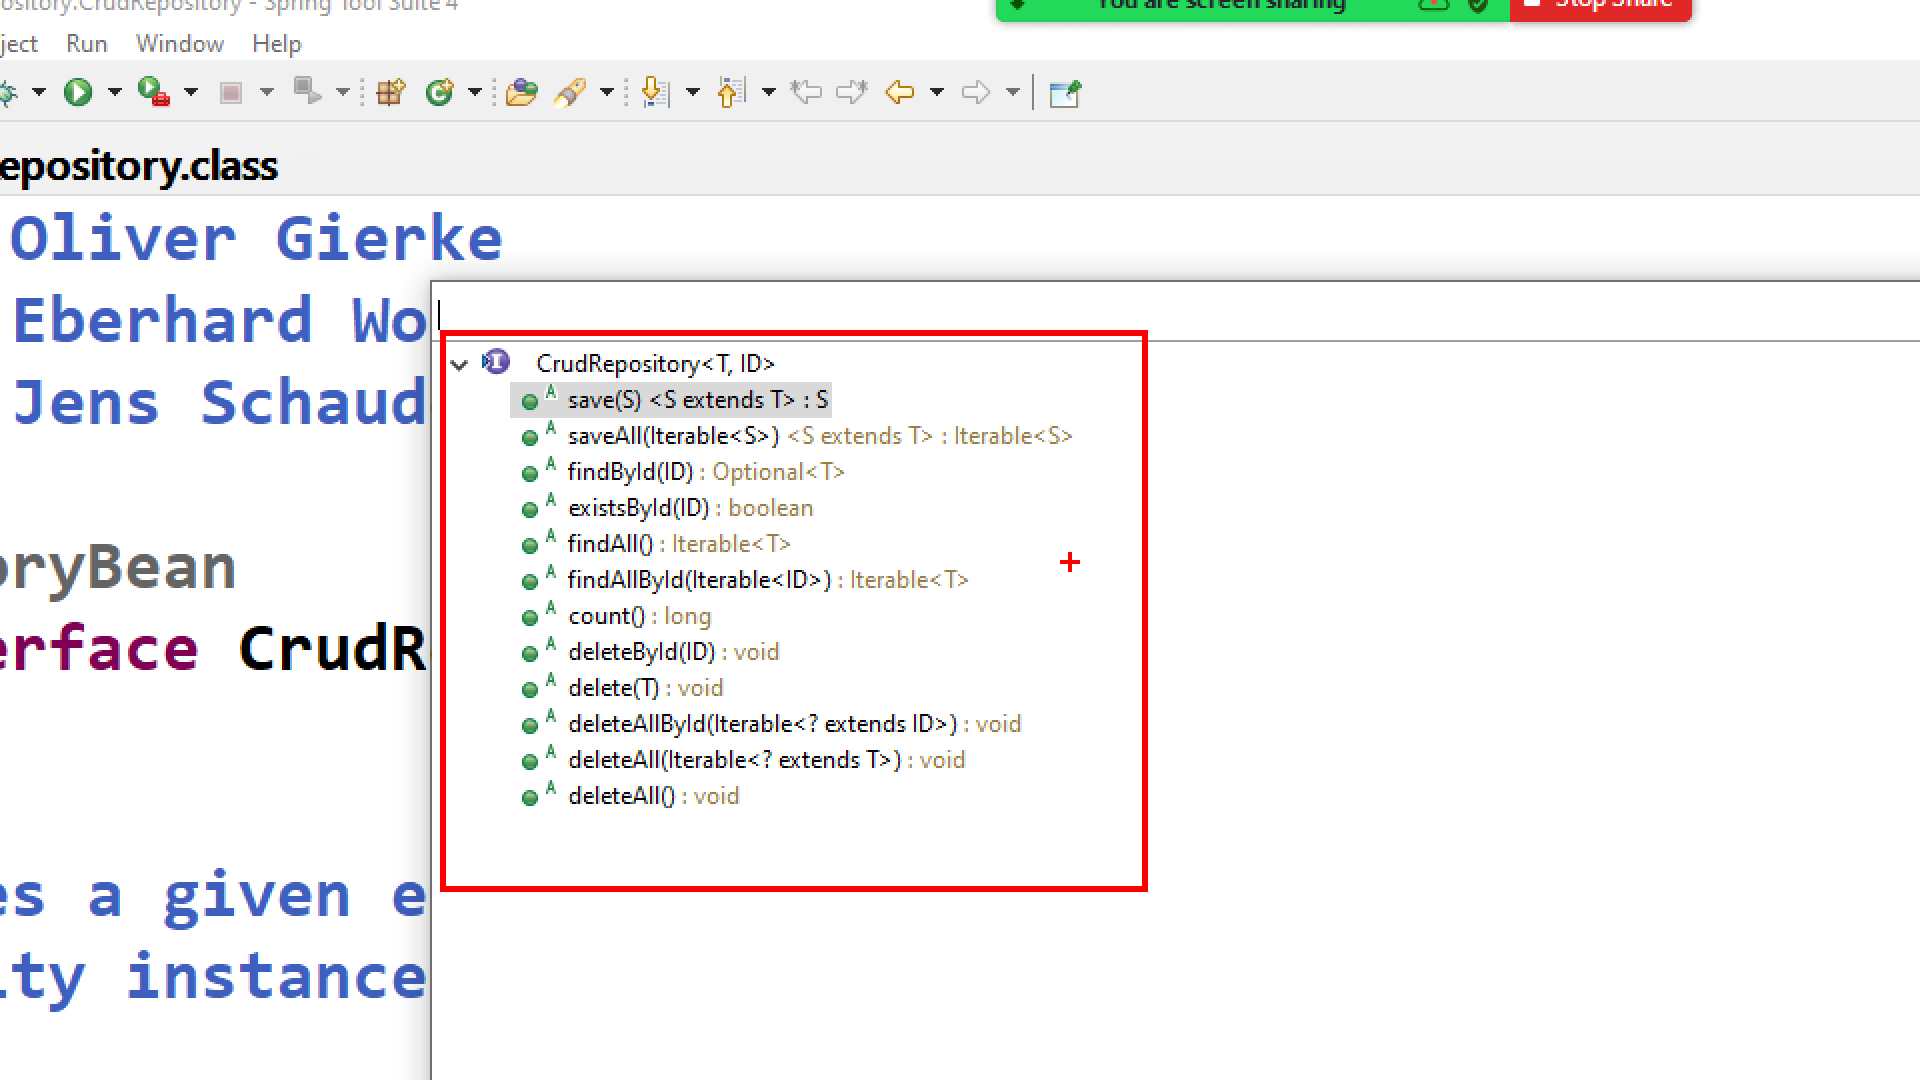 ository.CrudRepository - Spring Tool Suite 4
You are screen sharing
Stop Share
ject Run Window Help
epository.class
Oliver Gierke
Eberhard Wo
Jens Schaud
oryBean
erface CrudR
es a given e
ity instance
CrudRepository<T, ID>
A save(S) <S extends T> : S
A saveAll(Iterable<S>) <S extends T> : Iterable<S>
A findById(ID) : Optional<T>
A existsById(ID) : boolean
A findAll() : Iterable<T>
A findAllById(Iterable<ID>) : Iterable<T>
A count() : long
A deleteById(ID) : void
A delete(T) : void
A deleteAllById(Iterable<? extends ID>) : void
A deleteAll(Iterable<? extends T>) : void
A deleteAll() : void